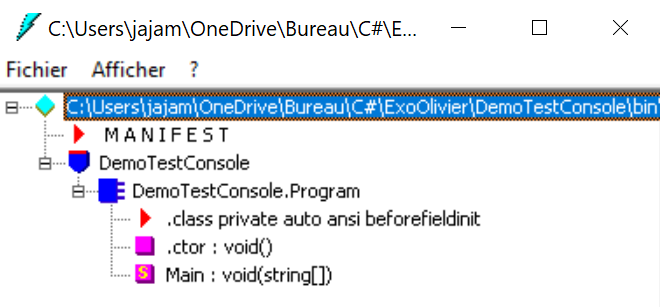 C:\Users\jajam\OneDrive\Bureau\C#\E...
Fichier Afficher ?
C:\Users\jajam\OneDrive\Bureau\C#\ExoOlivier\DemoTestConsole\bin\
M A N I F E S T
DemoTestConsole
DemoTestConsole.Program
.class private auto ansi beforefieldinit
.ctor : void()
S Main : void(string[])